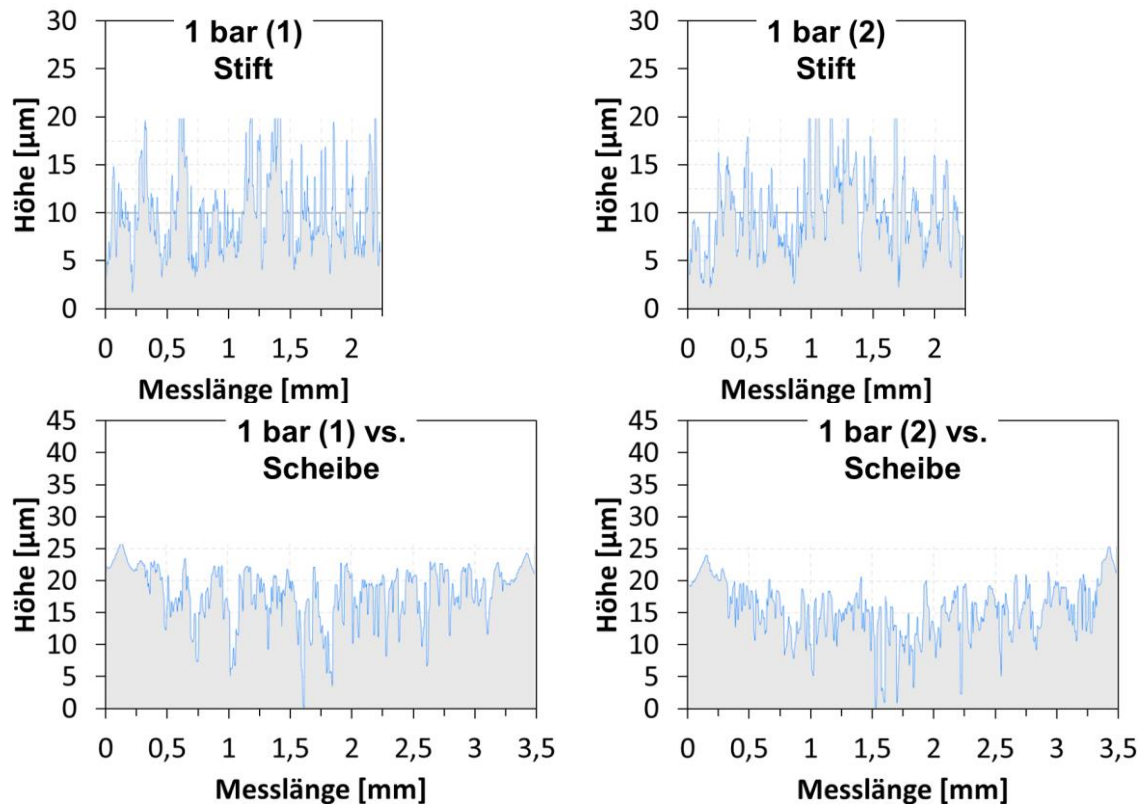 1 bar (1)
Stift
Höhe [µm]
30
25
20
15
10
5
0
0 0,5 1 1,5 2
Messlänge [mm]
1 bar (2)
Stift
Höhe [µm]
30
25
20
15
10
5
0
0 0,5 1 1,5 2
Messlänge [mm]
1 bar (1) vs.
Scheibe
Höhe [µm]
45
40
35
30
25
20
15
10
5
0
0 0,5 1 1,5 2 2,5 3 3,5
Messlänge [mm]
1 bar (2) vs.
Scheibe
Höhe [µm]
45
40
35
30
25
20
15
10
5
0
0 0,5 1 1,5 2 2,5 3 3,5
Messlänge [mm]